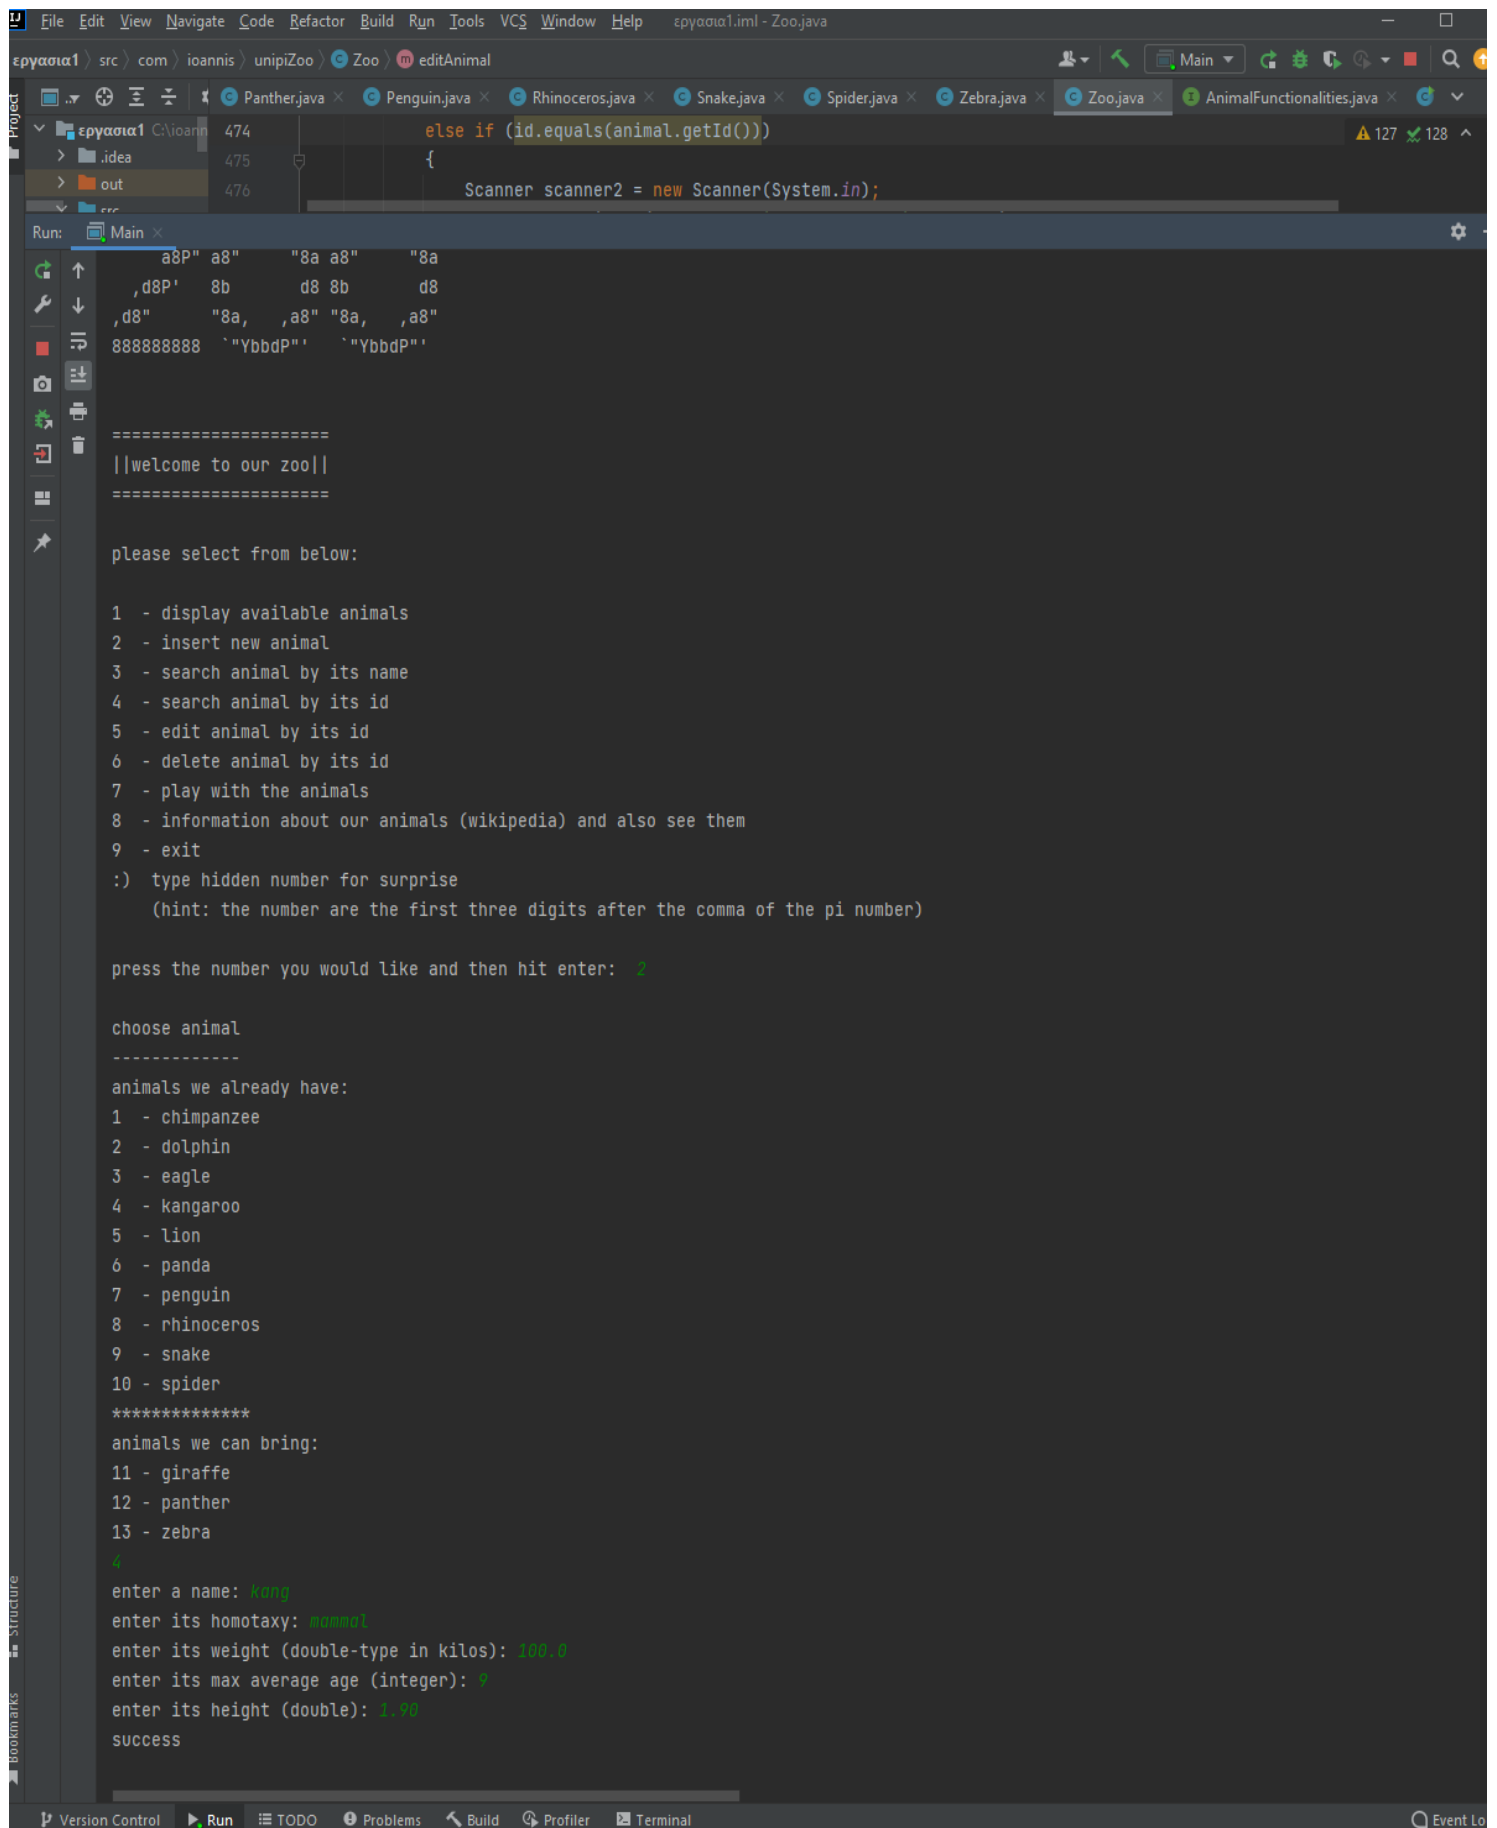 File Edit View Navigate Code Refactor Build Run Tools VCS Window Help εργασια1.iml - Zoo.java
εργασια1 src com ioannis unipiZoo Zoo editAnimal Main
Project Panther.java Penguin.java Rhinoceros.java Snake.java Spider.java Zebra.java Zoo.java AnimalFunctionalities.java
εργασια1 C:\ioann 474 else if (id.equals(animal.getId())) 127 128
.idea 475 {
out 476 Scanner scanner2 = new Scanner(System.in);
src
Run: Main
a8P" a8" "8a a8" "8a
,d8P' 8b d8 8b d8
,d8" "8a, ,a8" "8a, ,a8"
888888888 `"YbbdP"' `"YbbdP"'
======================
||welcome to our zoo||
======================
please select from below:
1 - display available animals
2 - insert new animal
3 - search animal by its name
4 - search animal by its id
5 - edit animal by its id
6 - delete animal by its id
7 - play with the animals
8 - information about our animals (wikipedia) and also see them
9 - exit
:) type hidden number for surprise
(hint: the number are the first three digits after the comma of the pi number)
press the number you would like and then hit enter: 2
choose animal
-------------
animals we already have:
1 - chimpanzee
2 - dolphin
3 - eagle
4 - kangaroo
5 - lion
6 - panda
7 - penguin
8 - rhinoceros
9 - snake
10 - spider
**************
animals we can bring:
11 - giraffe
12 - panther
13 - zebra
4
enter a name: kang
enter its homotaxy: mammal
enter its weight (double-type in kilos): 100.0
enter its max average age (integer): 9
enter its height (double): 1.90
success
Structure
Bookmarks
Version Control Run TODO Problems Build Profiler Terminal Event Lo